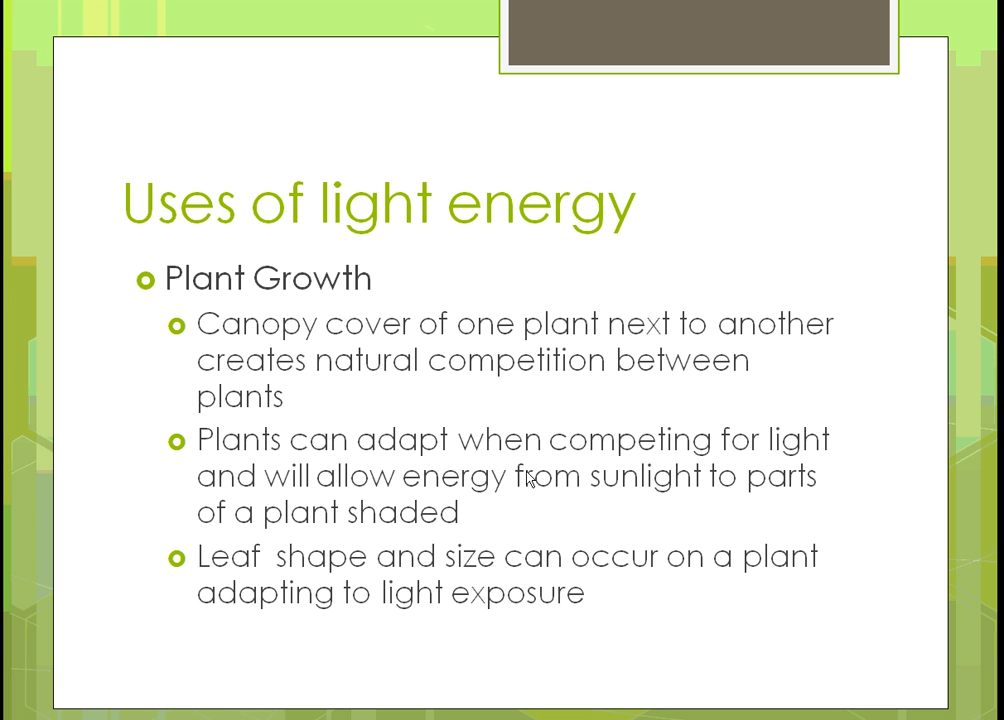 Uses of light energy
Plant Growth
Canopy cover of one plant next to another
creates natural competition between
plants
Plants can adapt when competing for light
and will allow energy from sunlight to parts
of a plant shaded
Leaf shape and size can occur on a plant
adapting to light exposure